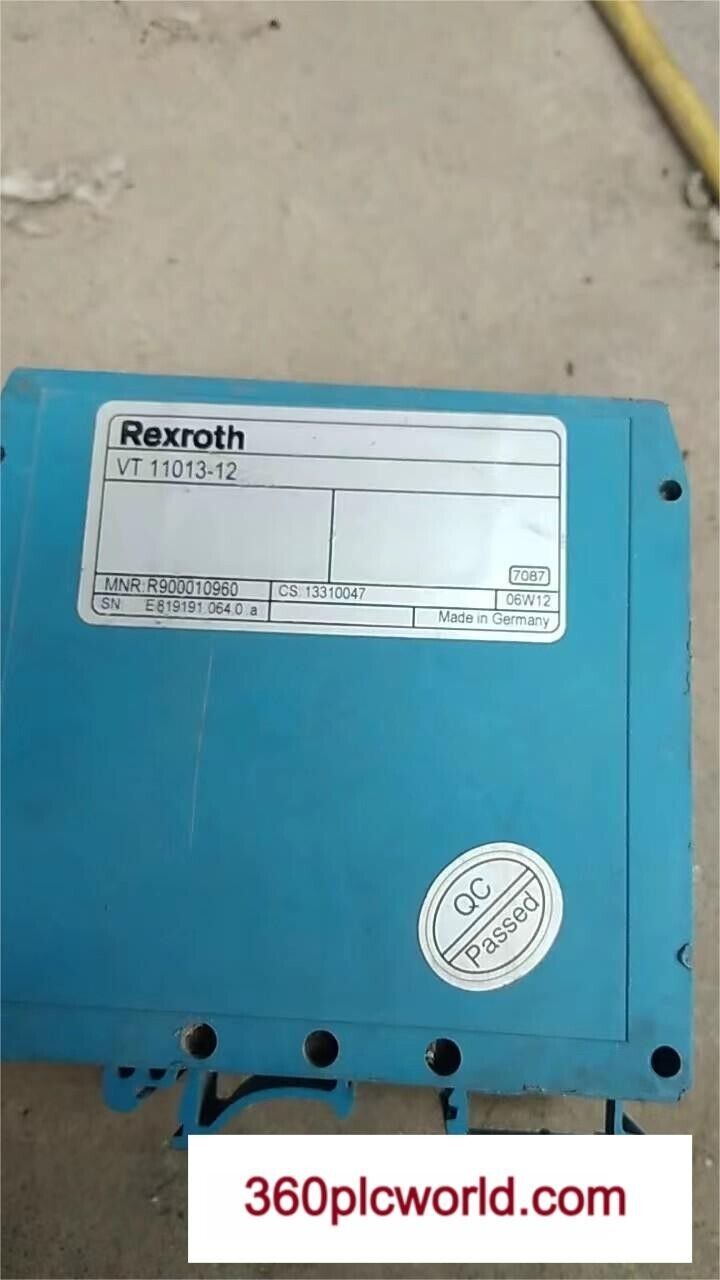 Rexroth
VT 11013-12
7087
MNR: R900010960
CS: 13310047
06W12
SN: E819191.064.0..a
Made in Germany
QC
Passed
360plcworld.com